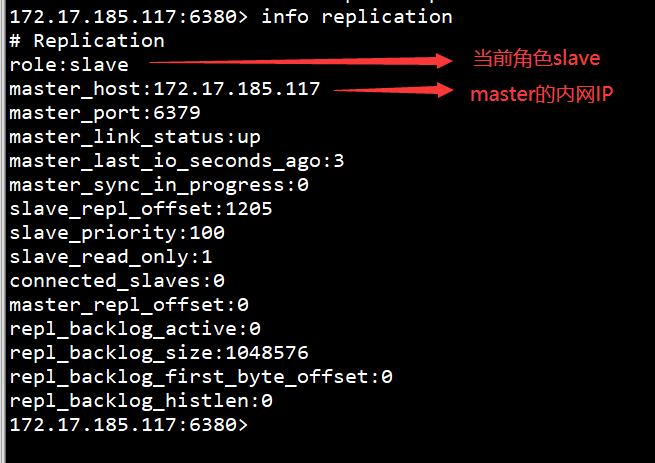 172.17.185.117:6380> info replication
# Replication
role:slave
当前角色slave
master_host:172.17.185.117
master的内网IP
master_port:6379
master_link_status:up
master_last_io_seconds_ago:3
master_sync_in_progress:0
slave_repl_offset:1205
slave_priority:100
slave_read_only:1
connected_slaves:0
master_repl_offset:0
repl_backlog_active:0
repl_backlog_size:1048576
repl_backlog_first_byte_offset:0
repl_backlog_histlen:0
172.17.185.117:6380>